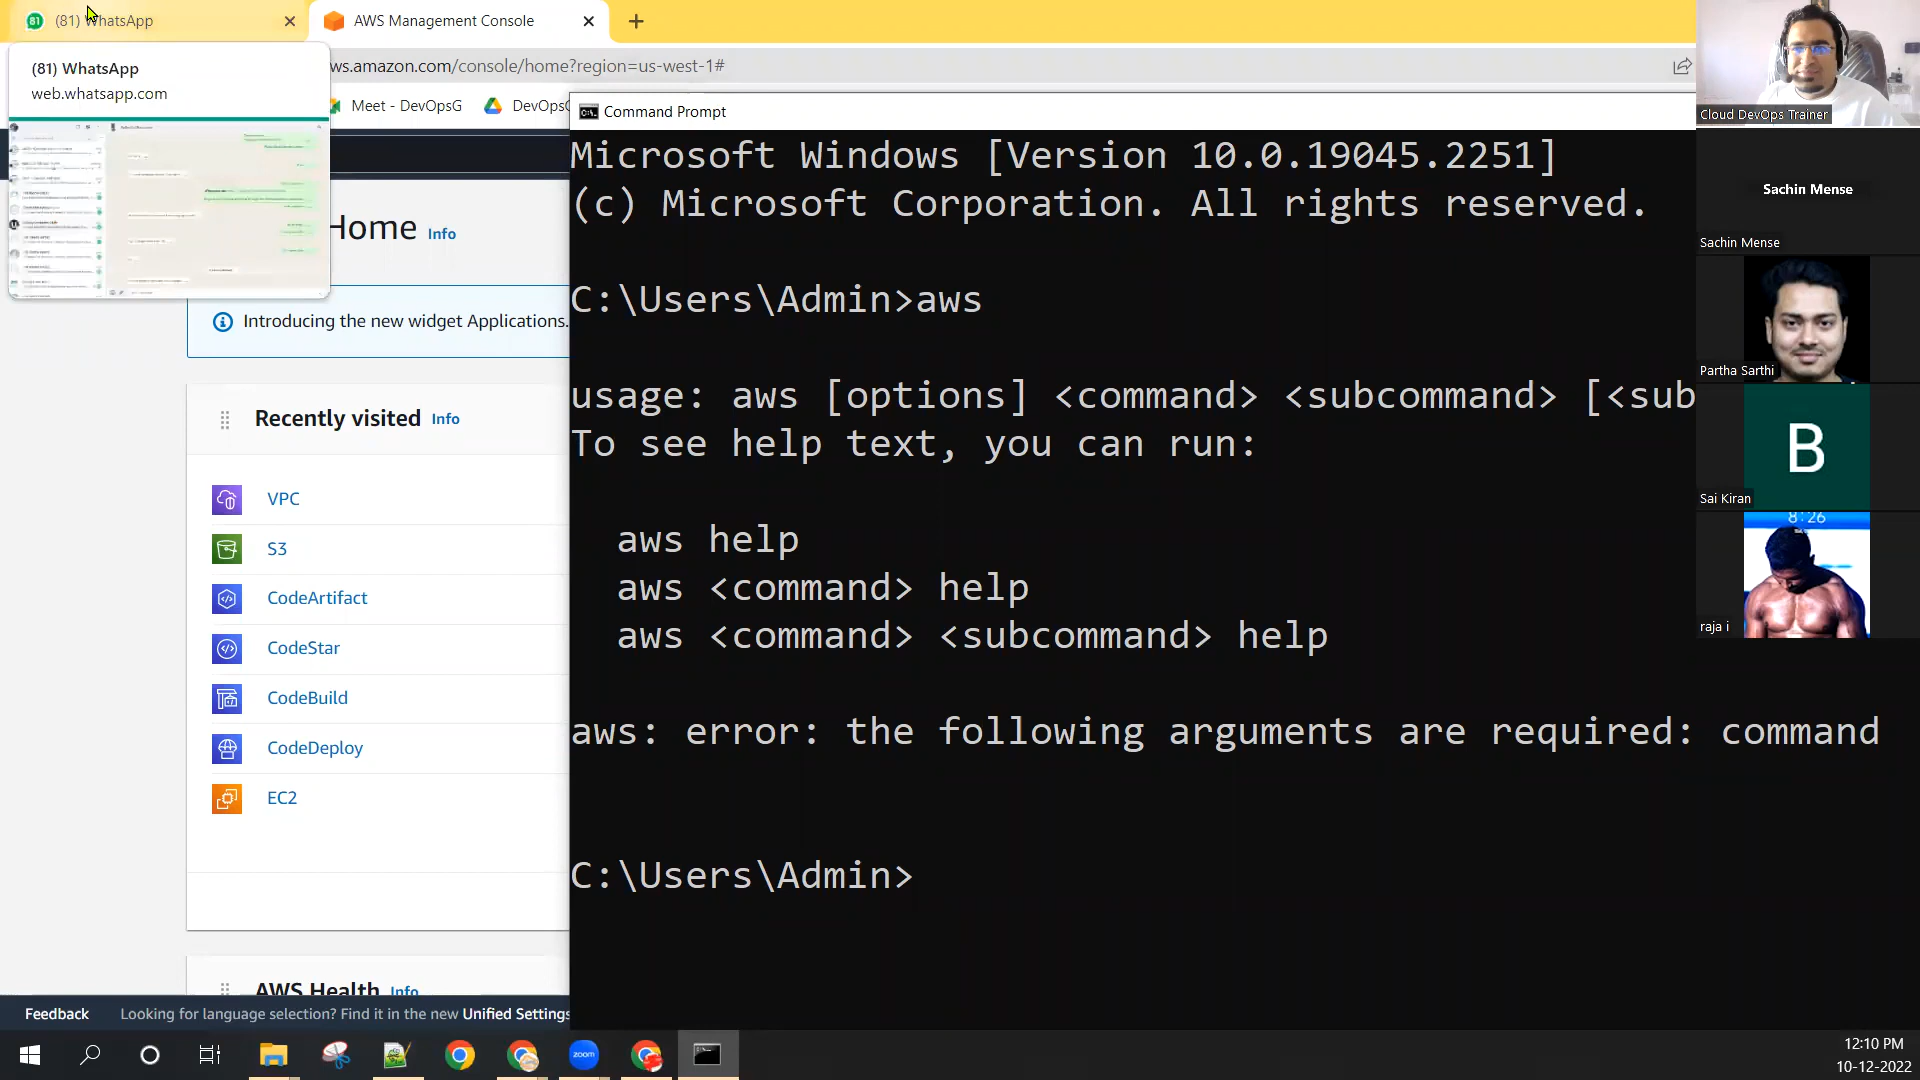 (81) WhatsApp
AWS Management Console
(81) WhatsApp
web.whatsapp.com
ws.amazon.com/console/home?region=us-west-1#
Meet - DevOpsG
DevOps
Home Info
Introducing the new widget Applications.
Recently visited Info
VPC
S3
CodeArtifact
CodeStar
CodeBuild
CodeDeploy
EC2
AWS Health Info
Feedback
Looking for language selection? Find it in the new Unified Settings
Command Prompt
Microsoft Windows [Version 10.0.19045.2251]
(c) Microsoft Corporation. All rights reserved.
C:\Users\Admin>aws
usage: aws [options] <command> <subcommand> [<sub
To see help text, you can run:
aws help
aws <command> help
aws <command> <subcommand> help
aws: error: the following arguments are required: command
C:\Users\Admin>
Cloud DevOps Trainer
Sachin Mense
Sachin Mense
Partha Sarthi
B
Sai Kiran
8:26
raja i
zoom
12:10 PM
10-12-2022